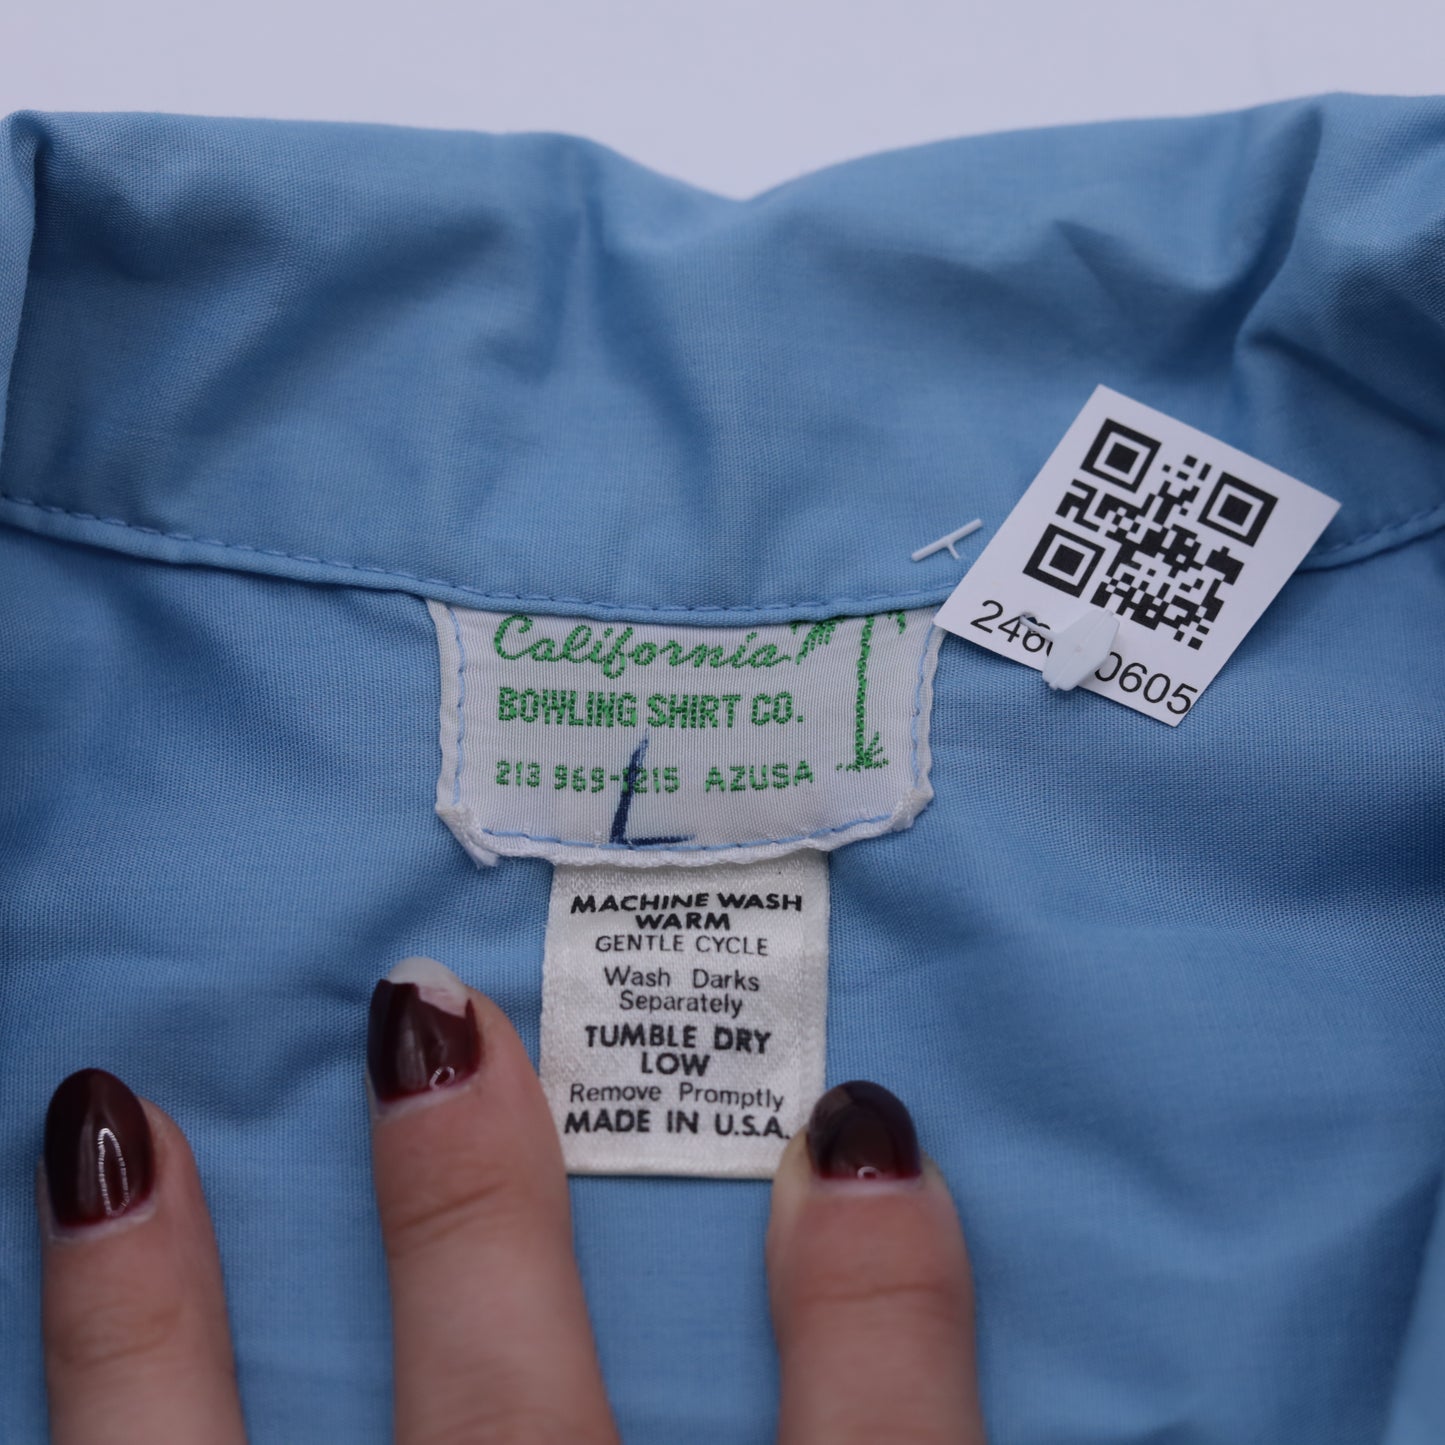 California
BOWLING SHIRT CO.
213 969-1215 AZUSA
L
MACHINE WASH
WARM
GENTLE CYCLE
Wash Darks
Separately
TUMBLE DRY
LOW
Remove Promptly
MADE IN U.S.A.